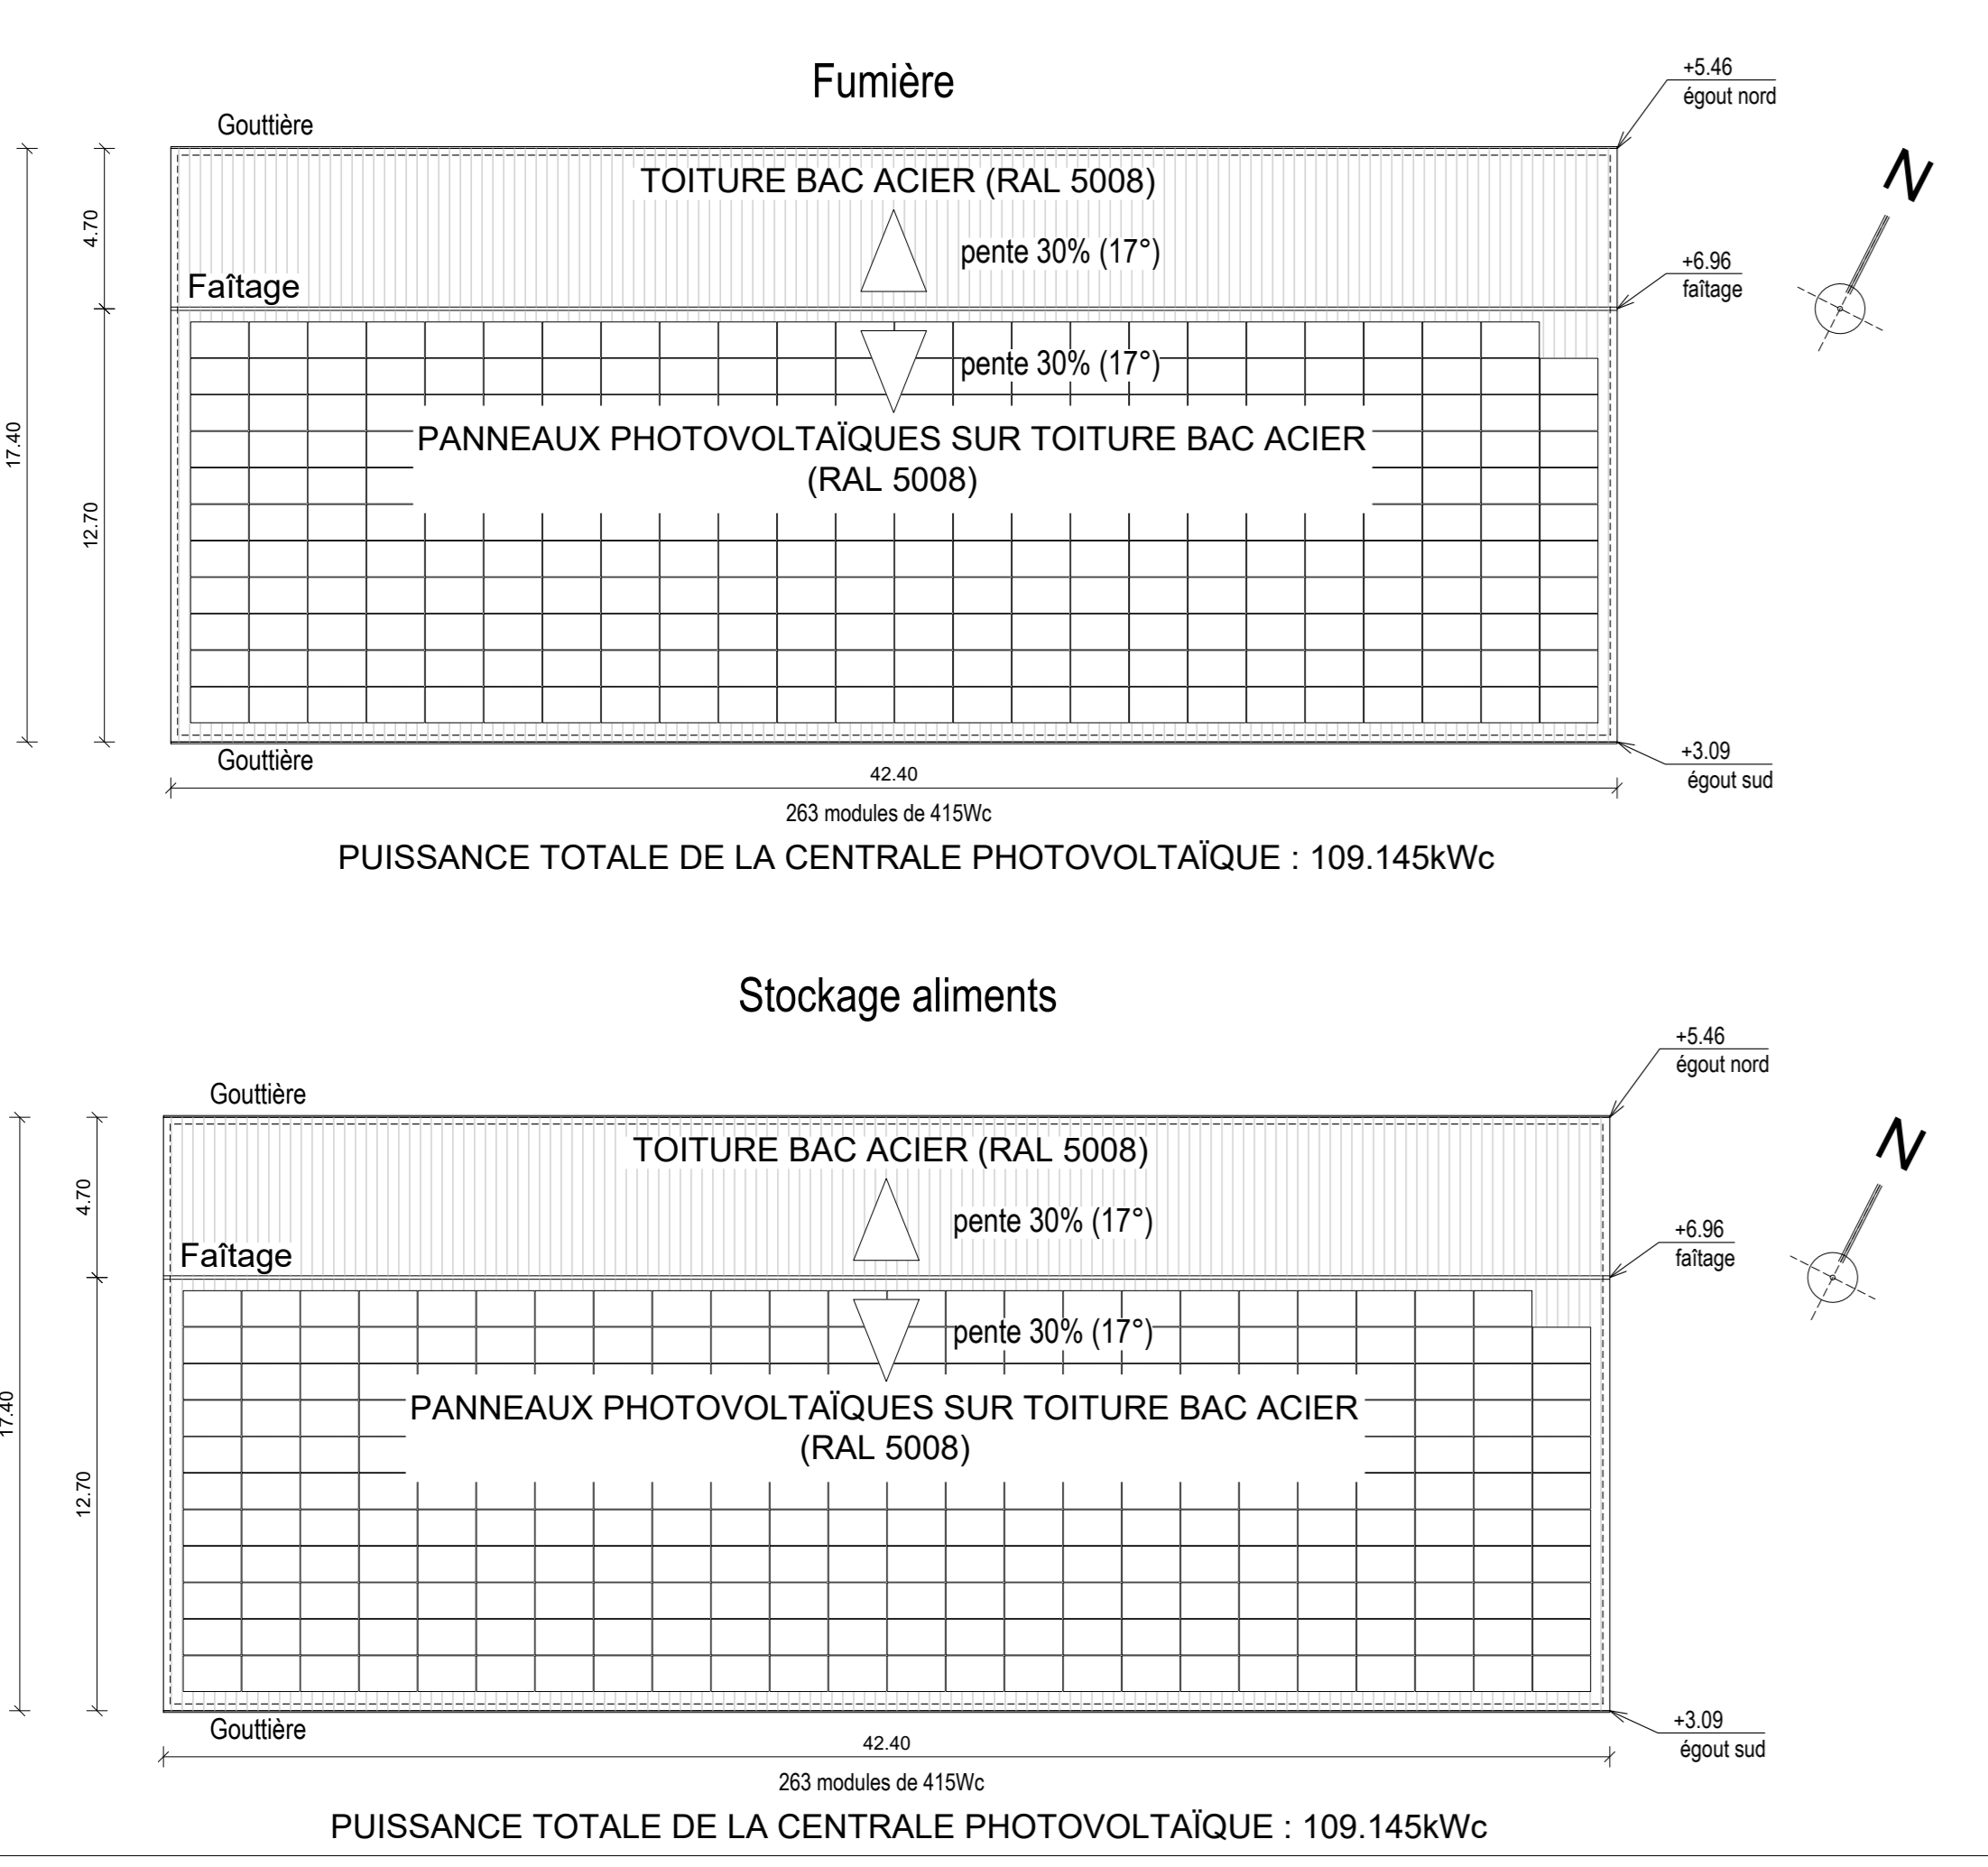 Fumière
+5.46
égout nord
Gouttière
N
TOITURE BAC ACIER (RAL 5008)
4.70
pente 30% (17°)
+6.96
faîtage
Faîtage
pente 30% (17°)
17.40
PANNEAUX PHOTOVOLTAÏQUES SUR TOITURE BAC ACIER
(RAL 5008)
12.70
+3.09
égout sud
Gouttière
42.40
263 modules de 415Wc
PUISSANCE TOTALE DE LA CENTRALE PHOTOVOLTAÏQUE : 109.145kWc
Stockage aliments
+5.46
égout nord
Gouttière
N
TOITURE BAC ACIER (RAL 5008)
4.70
pente 30% (17°)
+6.96
faîtage
Faîtage
pente 30% (17°)
17.40
PANNEAUX PHOTOVOLTAÏQUES SUR TOITURE BAC ACIER
(RAL 5008)
12.70
+3.09
égout sud
Gouttière
42.40
263 modules de 415Wc
PUISSANCE TOTALE DE LA CENTRALE PHOTOVOLTAÏQUE : 109.145kWc